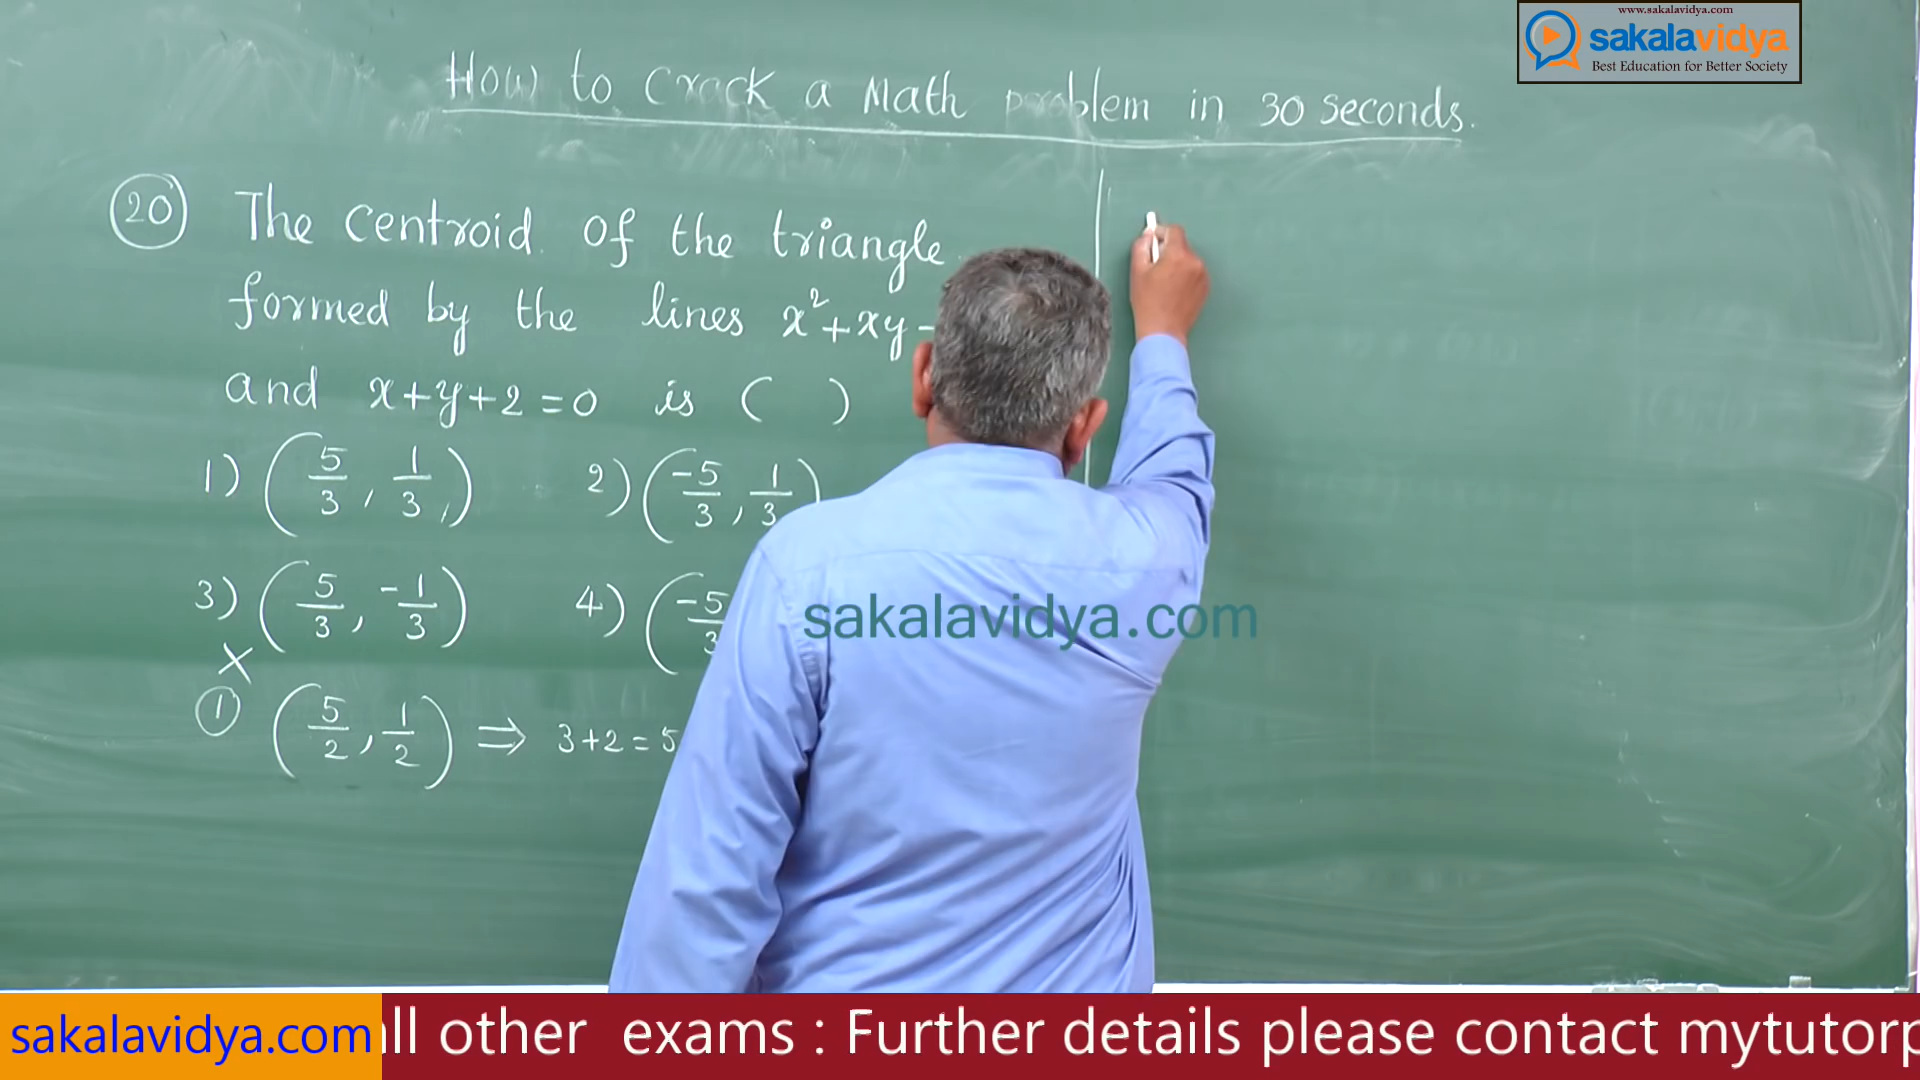 www.sakalavidya.com
sakalavidya
Best Education for Better Society
How to Crack a Math problem in 30 seconds.
20 The Centroid of the triangle
formed by the lines x²+xy-
and x+y+2=0 is ( )
1) (5/3, 1/3) 2) (-5/3, 1/3)
3) (5/3, -1/3) 4) (-5/3
X
1 (5/2, 1/2) ⇒ 3+2=5
sakalavidya.com
sakalavidya.com all other exams : Further details please contact mytutorp